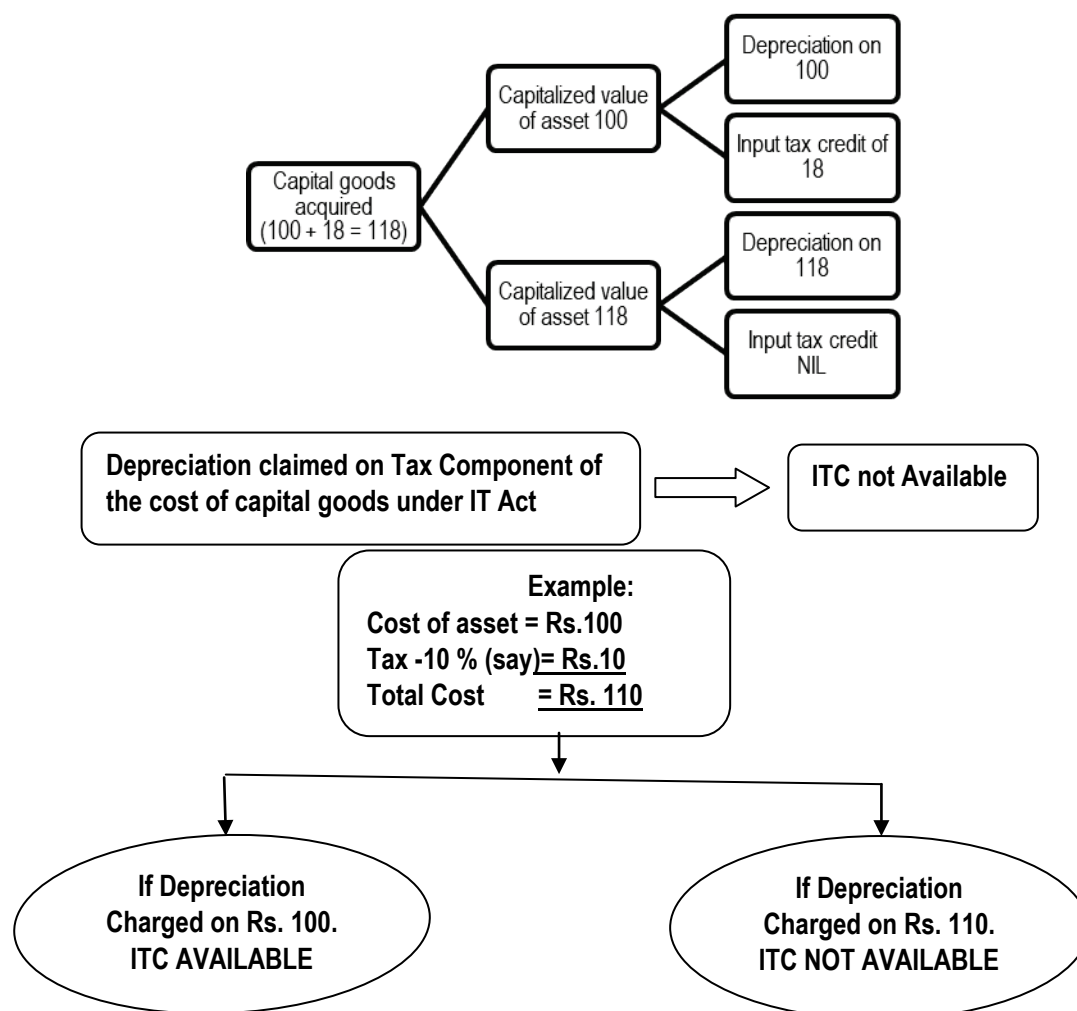 Capital goods
acquired
(100 + 18 = 118)
Capitalized value
of asset 100
Depreciation on
100
Input tax credit of
18
Capitalized value
of asset 118
Depreciation on
118
Input tax credit
NIL
Depreciation claimed on Tax Component of
the cost of capital goods under IT Act
ITC not Available
Example:
Cost of asset = Rs.100
Tax -10 % (say)= Rs.10
Total Cost = Rs. 110
If Depreciation
Charged on Rs. 100.
ITC AVAILABLE
If Depreciation
Charged on Rs. 110.
ITC NOT AVAILABLE